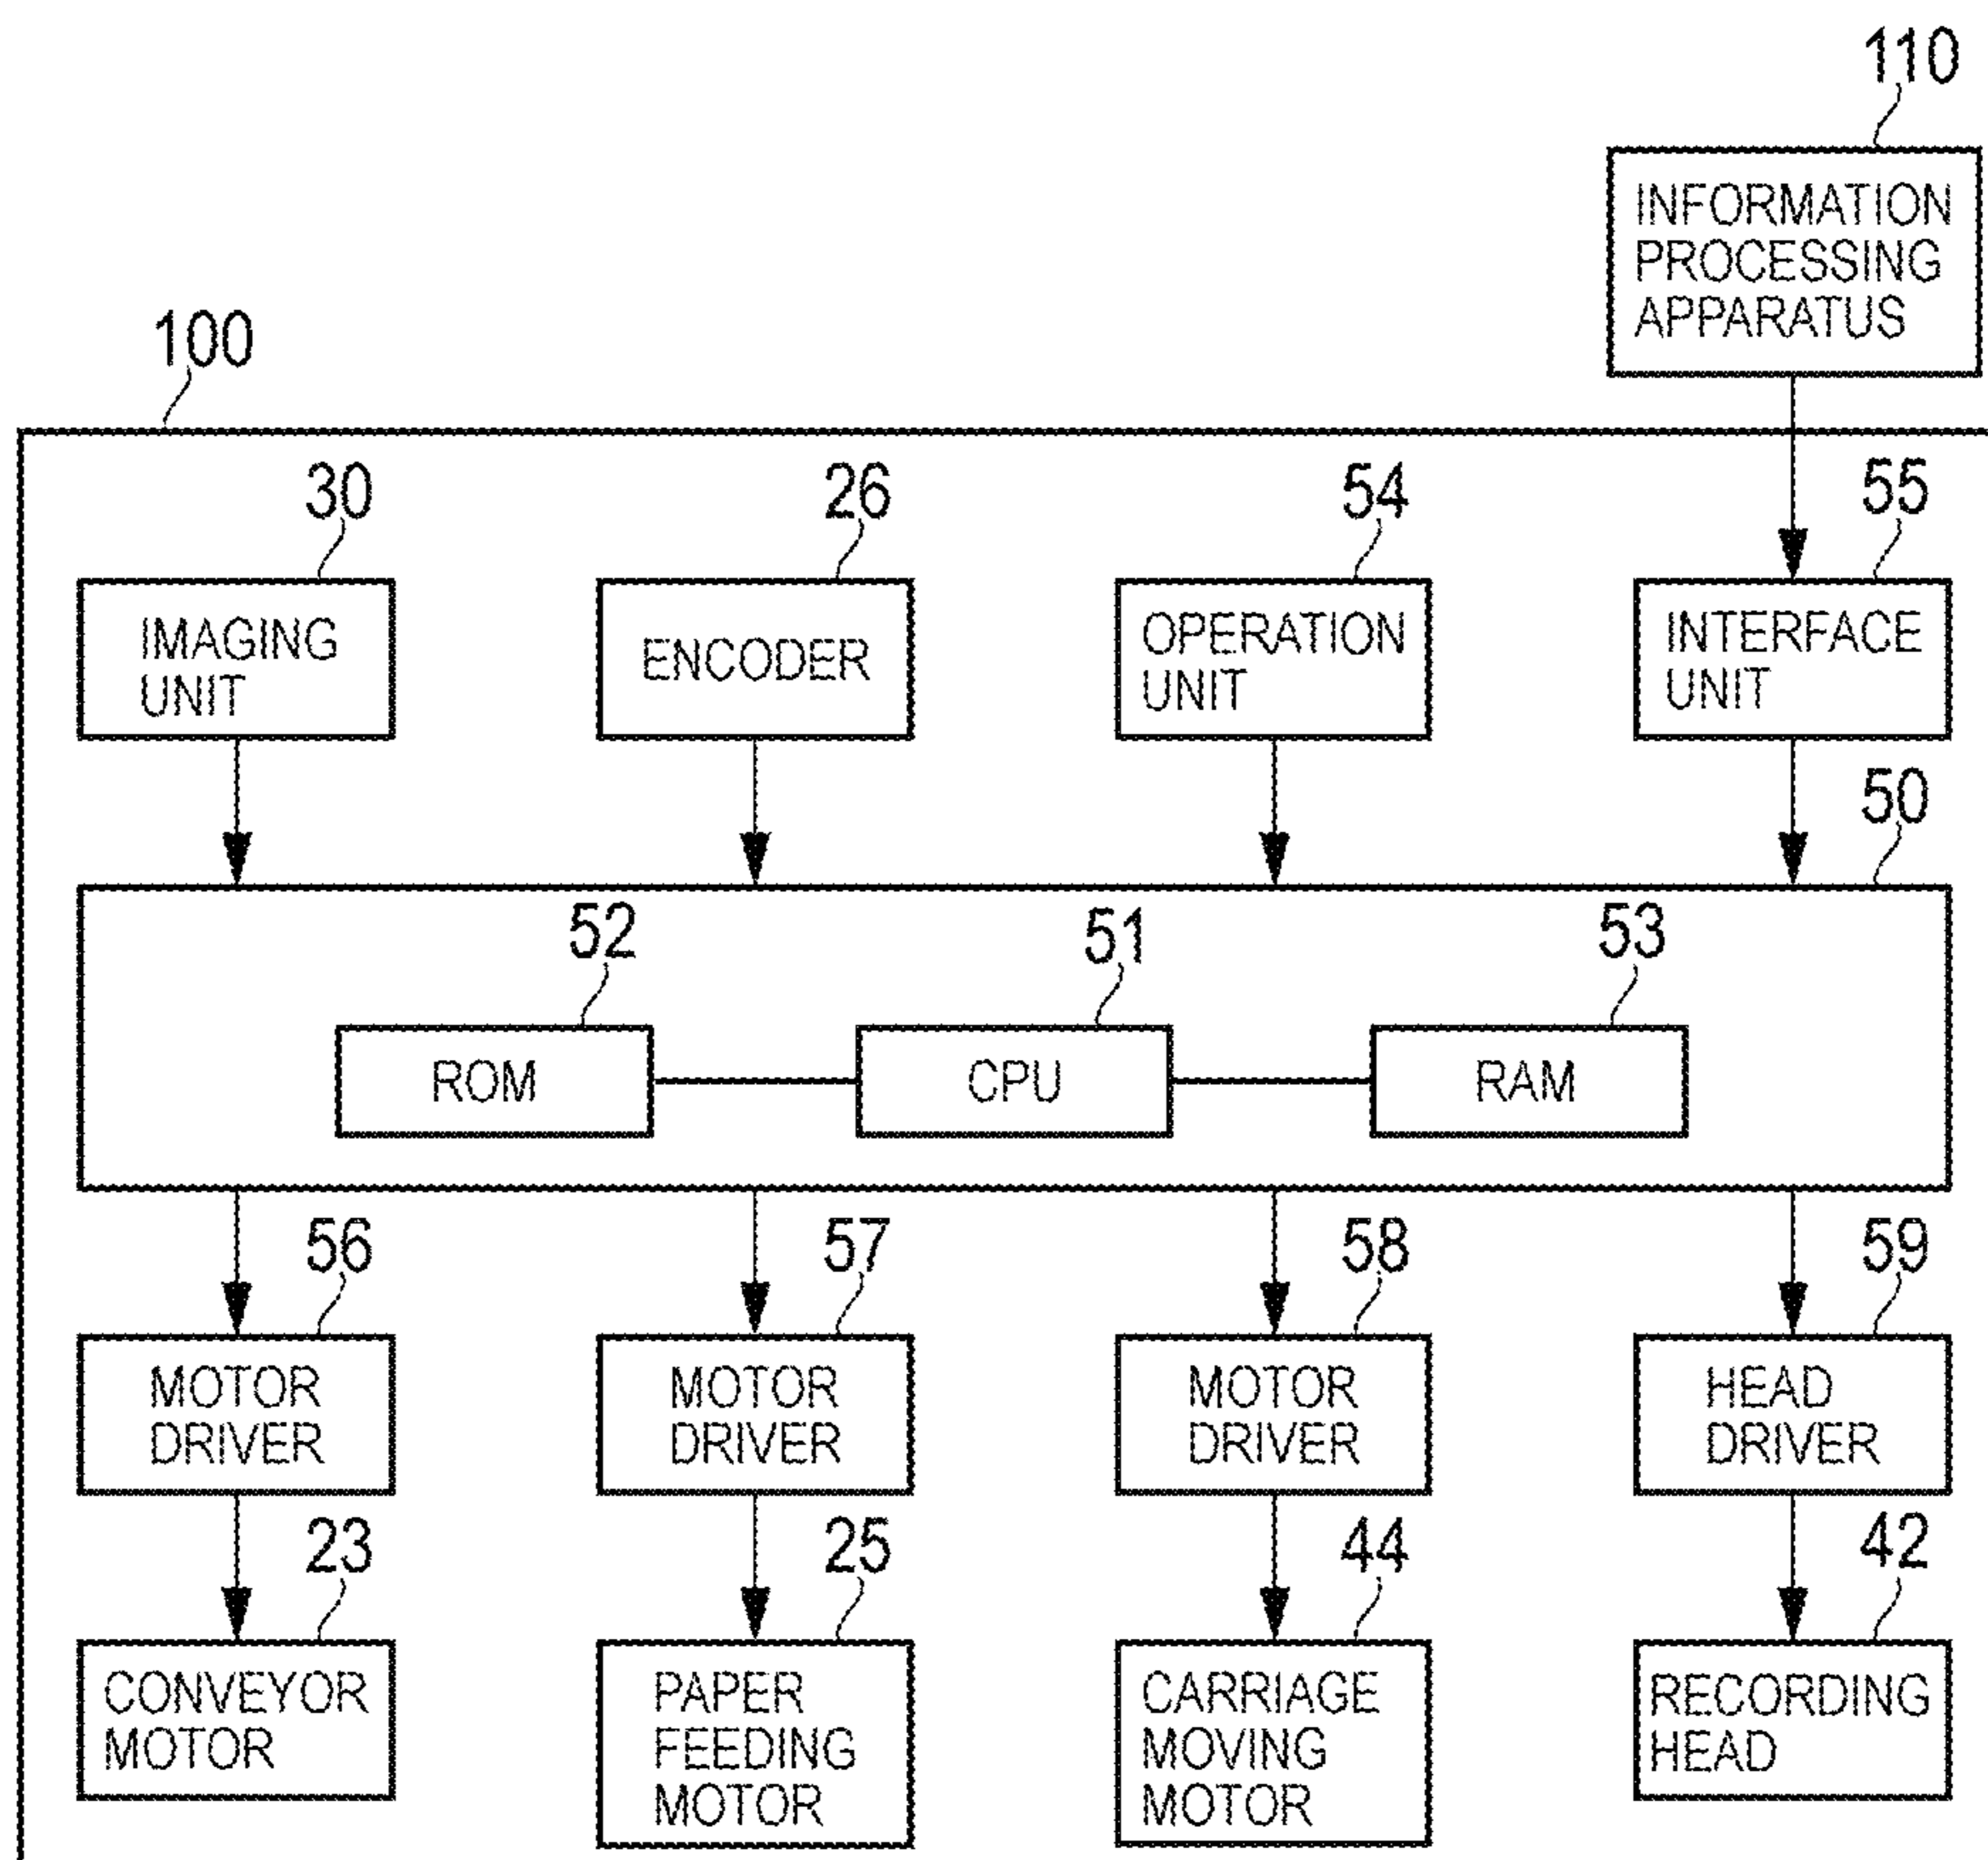 110
INFORMATION
PROCESSING
APPARATUS
100
30
26
54
55
IMAGING
UNIT
ENCODER
OPERATION
UNIT
INTERFACE
UNIT
50
52
51
53
ROM
CPU
RAM
56
57
58
59
MOTOR
DRIVER
MOTOR
DRIVER
MOTOR
DRIVER
HEAD
DRIVER
23
25
44
42
CONVEYOR
MOTOR
PAPER
FEEDING
MOTOR
CARRIAGE
MOVING
MOTOR
RECORDING
HEAD